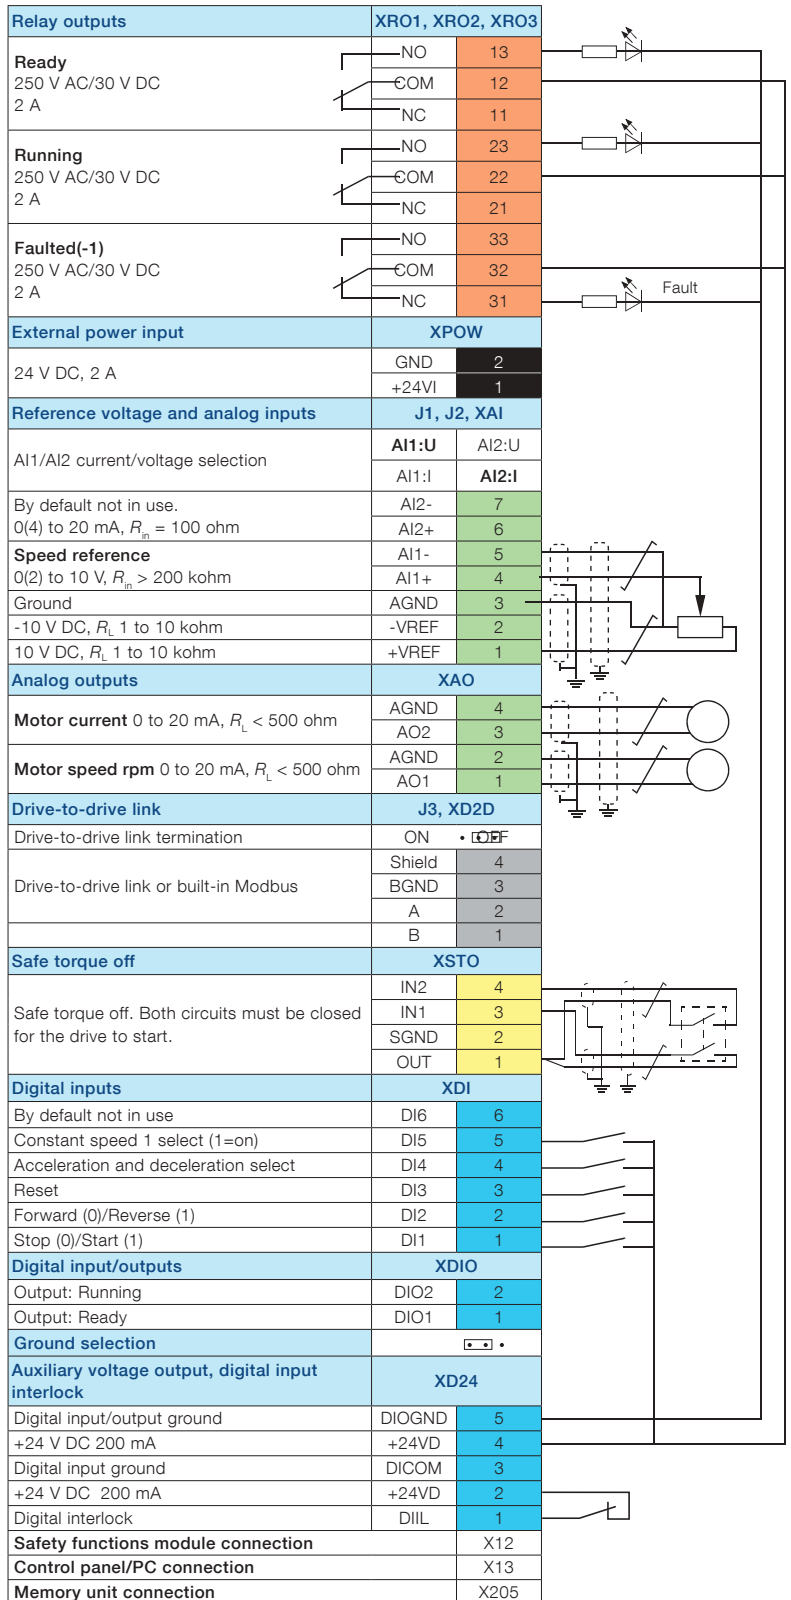 Relay outputs XRO1, XRO2, XRO3
NO 13
Ready
250 V AC/30 V DC COM 12
2 A
NC 11
NO 23
Running
250 V AC/30 V DC COM 22
2 A
NC 21
NO 33
Faulted(-1)
250 V AC/30 V DC COM 32
2 A
Fault
NC 31
External power input XPOW
24 V DC, 2 A GND 2
+24VI 1
Reference voltage and analog inputs J1, J2, XAI
AI1/AI2 current/voltage selection AI1:U AI2:U
AI1:I AI2:I
By default not in use. AI2- 7
0(4) to 20 mA, Rin = 100 ohm AI2+ 6
Speed reference AI1- 5
0(2) to 10 V, Rin > 200 kohm AI1+ 4
Ground AGND 3
-10 V DC, RL 1 to 10 kohm -VREF 2
10 V DC, RL 1 to 10 kohm +VREF 1
Analog outputs XAO
Motor current 0 to 20 mA, RL < 500 ohm AGND 4
AO2 3
Motor speed rpm 0 to 20 mA, RL < 500 ohm AGND 2
AO1 1
Drive-to-drive link J3, XD2D
Drive-to-drive link termination ON OFF
Shield 4
Drive-to-drive link or built-in Modbus BGND 3
A 2
B 1
Safe torque off XSTO
IN2 4
Safe torque off. Both circuits must be closed IN1 3
for the drive to start. SGND 2
OUT 1
Digital inputs XDI
By default not in use DI6 6
Constant speed 1 select (1=on) DI5 5
Acceleration and deceleration select DI4 4
Reset DI3 3
Forward (0)/Reverse (1) DI2 2
Stop (0)/Start (1) DI1 1
Digital input/outputs XDIO
Output: Running DIO2 2
Output: Ready DIO1 1
Ground selection
Auxiliary voltage output, digital input
interlock XD24
Digital input/output ground DIOGND 5
+24 V DC 200 mA +24VD 4
Digital input ground DICOM 3
+24 V DC 200 mA +24VD 2
Digital interlock DIIL 1
Safety functions module connection X12
Control panel/PC connection X13
Memory unit connection X205